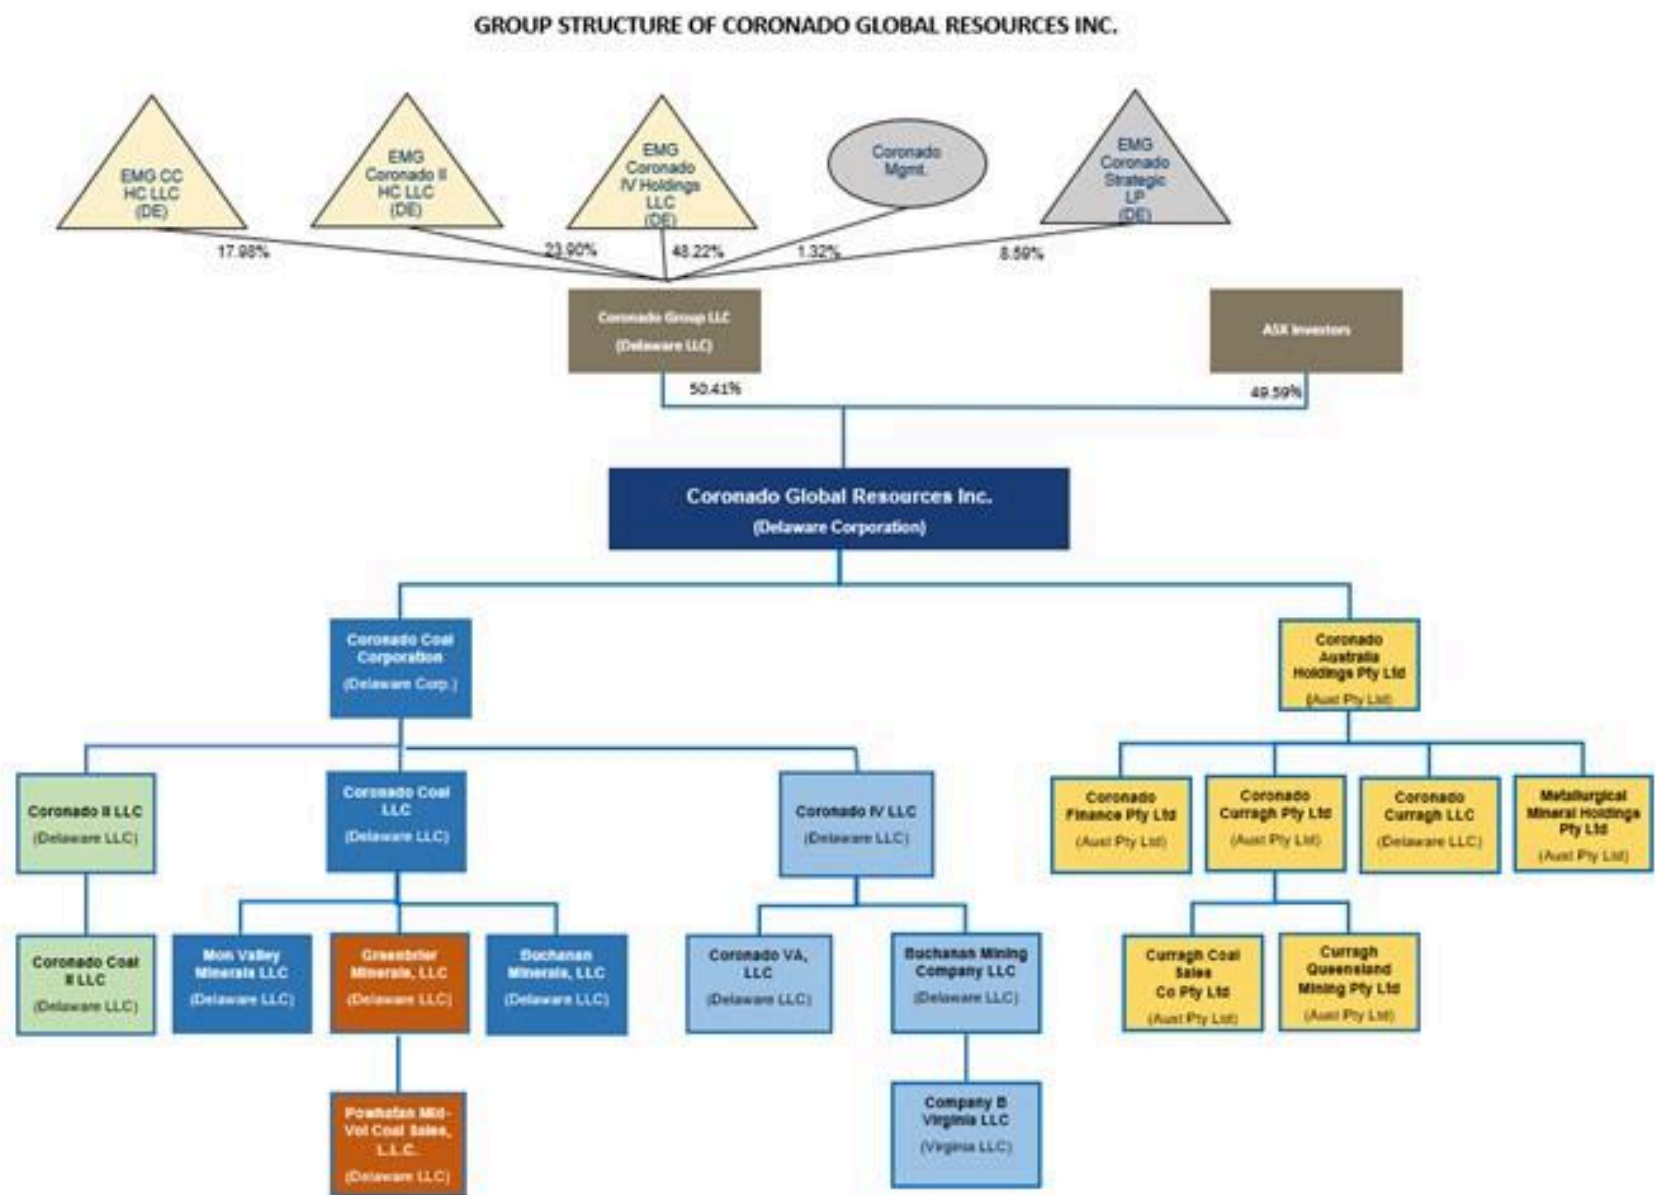 GROUP STRUCTURE OF CORONADO GLOBAL RESOURCES INC.
EMG CC
HC LLC
(DE)
EMG
Coronado II
HC LLC
(DE)
EMG
Coronado
IV Holdings
LLC
(DE)
Coronado
Mgmt.
EMG
Coronado
Strategic
LP
(DE)
17.98%
23.90%
48.22%
1.32%
8.59%
Coronado Group LLC
(Delaware LLC)
ASX Investors
50.41%
49.59%
Coronado Global Resources Inc.
(Delaware Corporation)
Coronado Coal
Corporation
(Delaware Corp.)
Coronado
Australia
Holdings Pty Ltd
(Aust Pty Ltd)
Coronado II LLC
(Delaware LLC)
Coronado Coal
LLC
(Delaware LLC)
Coronado IV LLC
(Delaware LLC)
Coronado
Finance Pty Ltd
(Aust Pty Ltd)
Coronado
Curragh Pty Ltd
(Aust Pty Ltd)
Coronado
Curragh LLC
(Delaware LLC)
Metallurgical
Mineral Holdings
Pty Ltd
(Aust Pty Ltd)
Coronado Coal
II LLC
(Delaware LLC)
Mon Valley
Minerals LLC
(Delaware LLC)
Greenbrier
Minerals, LLC
(Delaware LLC)
Buchanan
Minerals, LLC
(Delaware LLC)
Coronado VA,
LLC
(Delaware LLC)
Buchanan Mining
Company LLC
(Delaware LLC)
Curragh Coal
Sales
Co Pty Ltd
(Aust Pty Ltd)
Curragh
Queensland
Mining Pty Ltd
(Aust Pty Ltd)
Powhatan Mid-
Vol Coal Sales,
L.L.C.
(Delaware LLC)
Company B
Virginia LLC
(Virginia LLC)